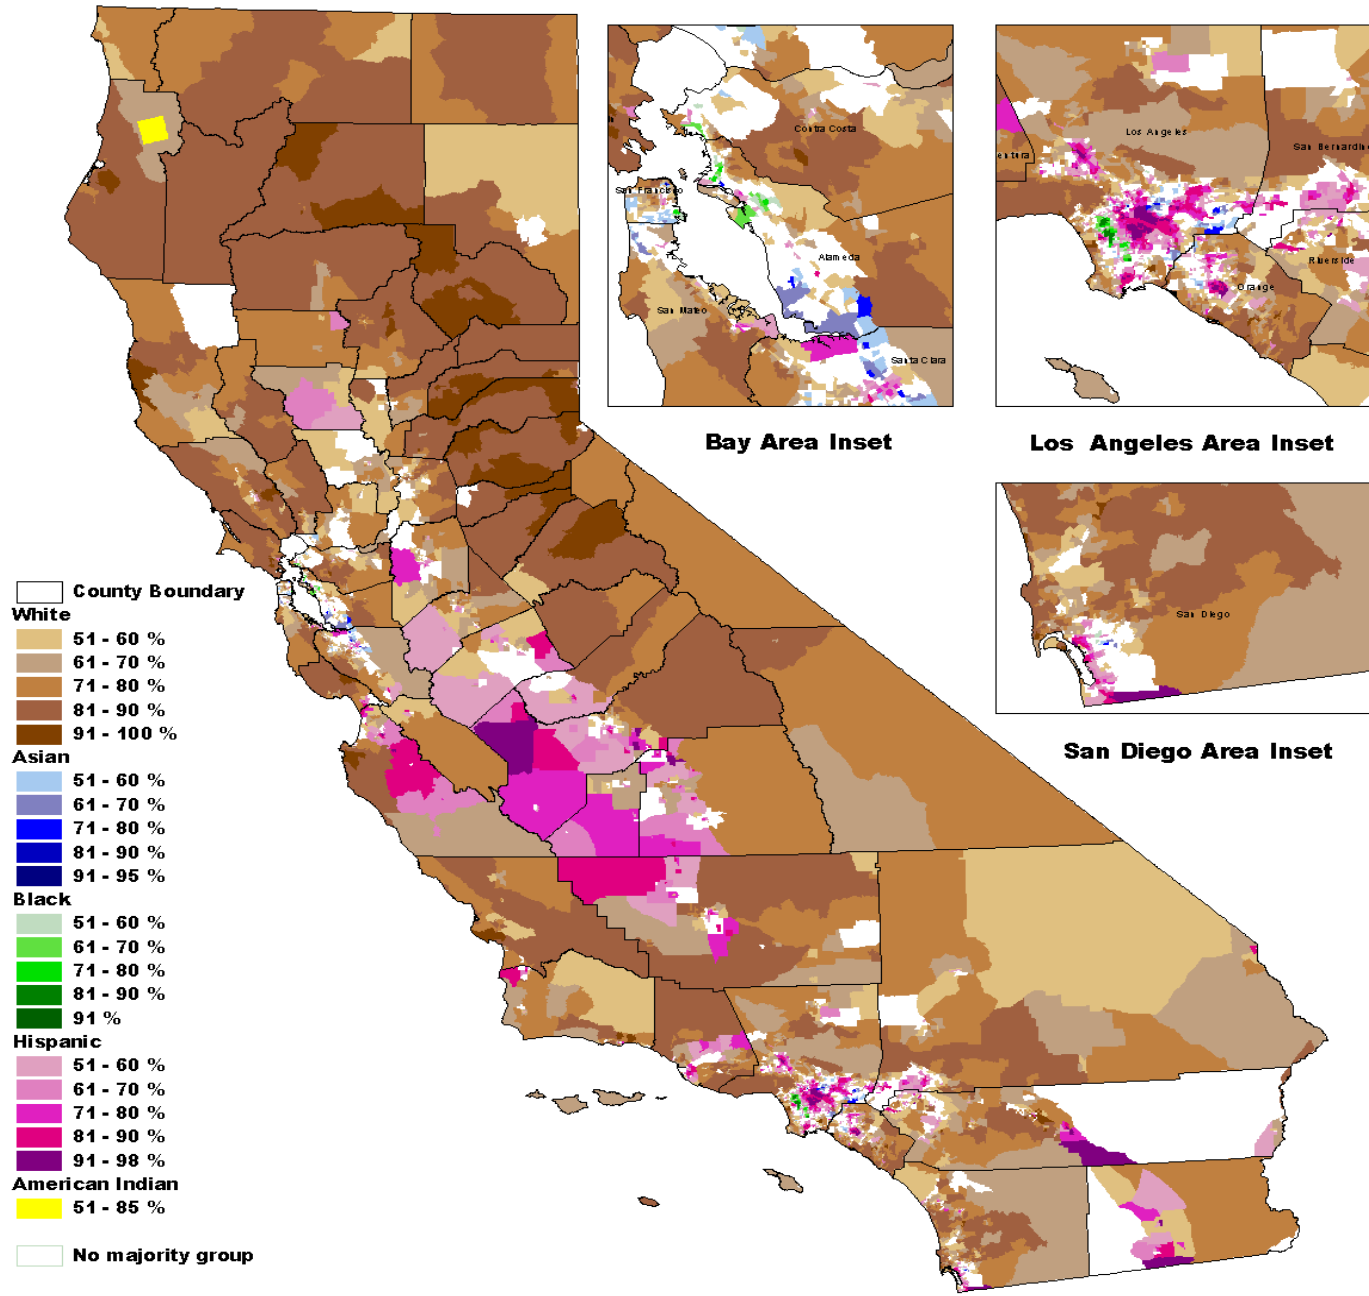 Contra Costa
San Francisco
Alameda
San Mateo
Santa Clara
Bay Area Inset
Los Angeles
San Bernardino
entura
Riverside
Orange
Los Angeles Area Inset
San Diego
San Diego Area Inset
County Boundary
White
51 - 60 %
61 - 70 %
71 - 80 %
81 - 90 %
91 - 100 %
Asian
51 - 60 %
61 - 70 %
71 - 80 %
81 - 90 %
91 - 95 %
Black
51 - 60 %
61 - 70 %
71 - 80 %
81 - 90 %
91 %
Hispanic
51 - 60 %
61 - 70 %
71 - 80 %
81 - 90 %
91 - 98 %
American Indian
51 - 85 %
No majority group